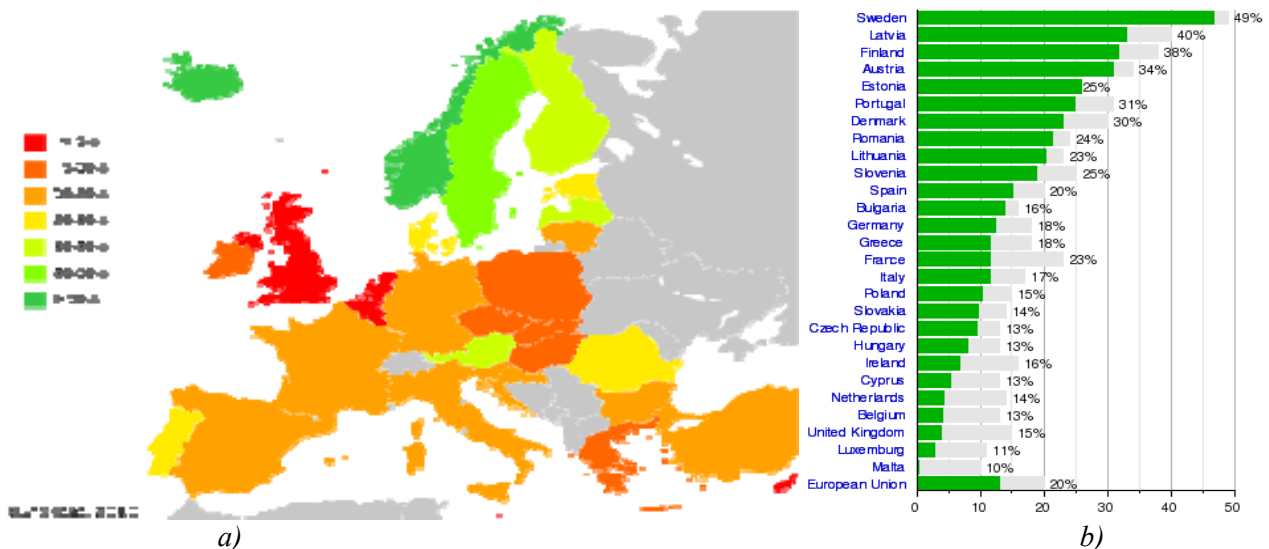 Sweden 49%
Latvia 40%
Finland 38%
Austria 34%
Estonia 25%
Portugal 31%
Denmark 30%
Romania 24%
Lithuania 23%
Slovenia 25%
Spain 20%
Bulgaria 16%
Germany 18%
Greece 18%
France 23%
Italy 17%
Poland 15%
Slovakia 14%
Czech Republic 13%
Hungary 13%
Ireland 16%
Cyprus 13%
Netherlands 14%
Belgium 13%
United Kingdom 15%
Luxemburg 11%
Malta 10%
European Union 20%
0 10 20 30 40 50
a) b)